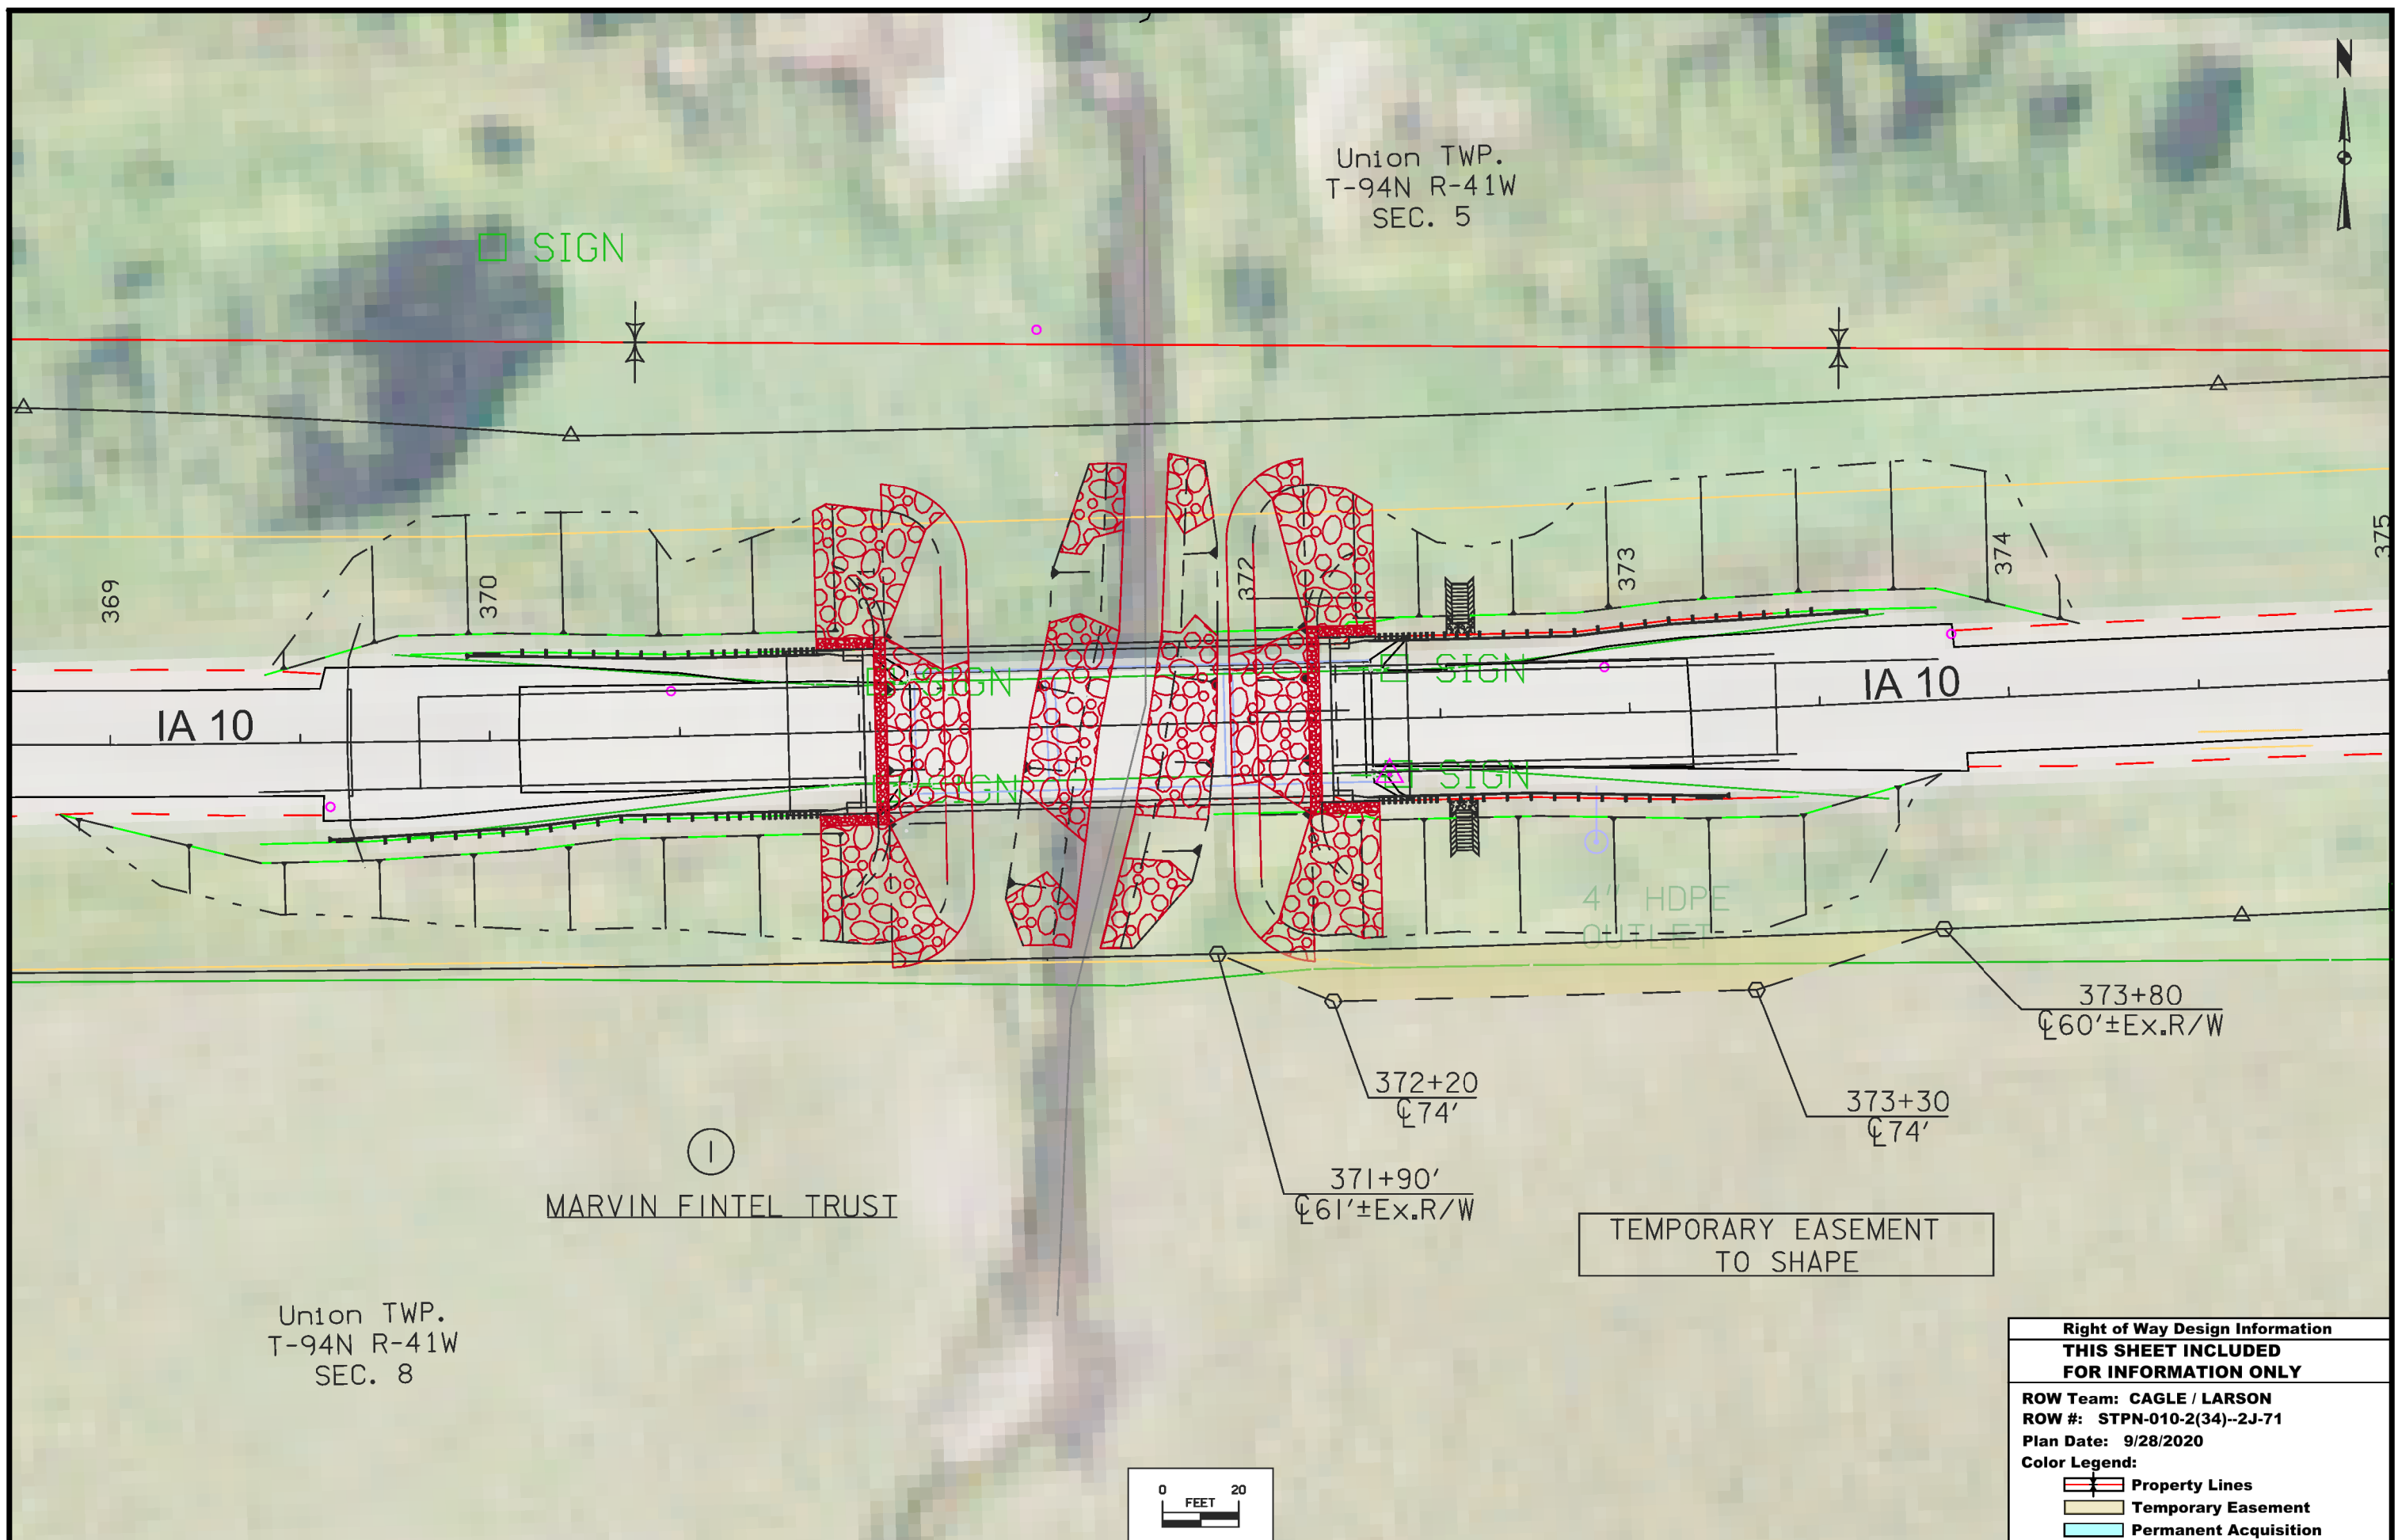 N
Union TWP.
T-94N R-41W
SEC. 5
SIGN
369
370
371
372
373
374
375
IA 10
IA 10
SIGN
SIGN
SIGN
SIGN
4" HDPE
OUTLET
373+80
℄60'±Ex.R/W
372+20
℄74'
373+30
℄74'
371+90'
℄61'±Ex.R/W
1
MARVIN FINTEL TRUST
TEMPORARY EASEMENT
TO SHAPE
Union TWP.
T-94N R-41W
SEC. 8
Right of Way Design Information
THIS SHEET INCLUDED
FOR INFORMATION ONLY
ROW Team: CAGLE / LARSON
ROW #: STPN-010-2(34)--2J-71
Plan Date: 9/28/2020
Color Legend:
Property Lines
Temporary Easement
Permanent Acquisition
0 20
FEET